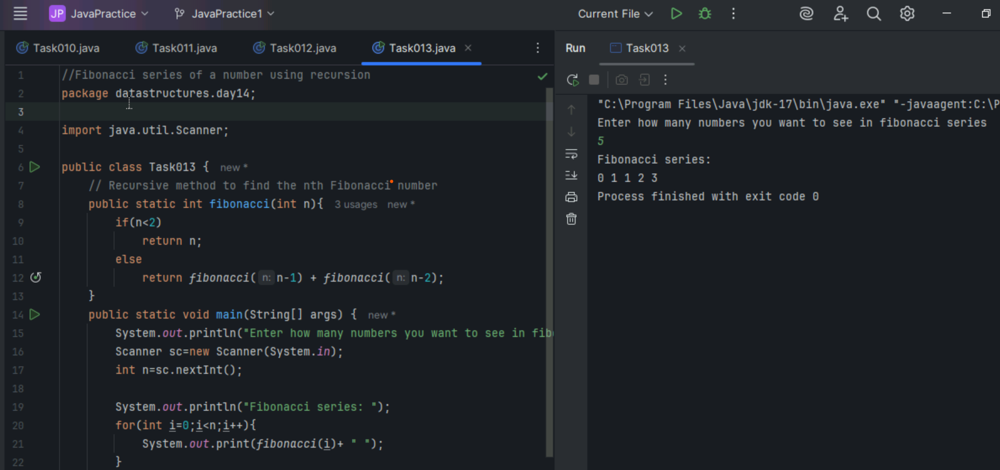 JP JavaPractice JavaPractice1 Current File
Task010.java Task011.java Task012.java Task013.java
1 //Fibonacci series of a number using recursion
2 package datastructures.day14;
3
4 import java.util.Scanner;
5
6 public class Task013 { new *
7 // Recursive method to find the nth Fibonacci number
8 public static int fibonacci(int n){ 3 usages new *
9 if(n<2)
10 return n;
11 else
12 return fibonacci( n: n-1) + fibonacci( n: n-2);
13 }
14 public static void main(String[] args) { new *
15 System.out.println("Enter how many numbers you want to see in fib
16 Scanner sc=new Scanner(System.in);
17 int n=sc.nextInt();
18
19 System.out.println("Fibonacci series: ");
20 for(int i=0;i<n;i++){
21 System.out.print(fibonacci(i)+ " ");
22 }
Run Task013
"C:\Program Files\Java\jdk-17\bin\java.exe" "-javaagent:C:\P
Enter how many numbers you want to see in fibonacci series
5
Fibonacci series:
0 1 1 2 3
Process finished with exit code 0